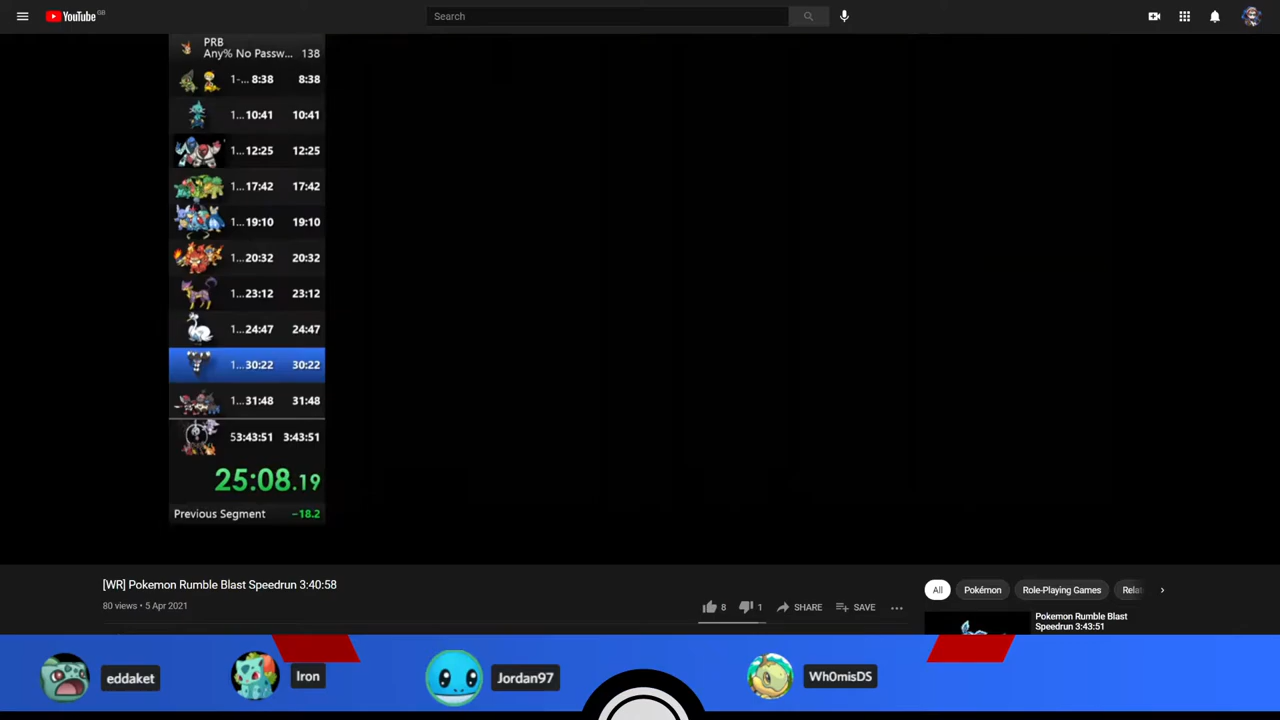 YouTube GB
Search
PRB
Any% No Passw... 138
1-... 8:38 8:38
1... 10:41 10:41
1... 12:25 12:25
1... 17:42 17:42
1... 19:10 19:10
1... 20:32 20:32
1... 23:12 23:12
1... 24:47 24:47
1... 30:22 30:22
1... 31:48 31:48
53:43:51 3:43:51
25:08.19
Previous Segment -18.2
[WR] Pokemon Rumble Blast Speedrun 3:40:58
80 views • 5 Apr 2021
8 1 SHARE SAVE
All Pokémon Role-Playing Games Relat
Pokemon Rumble Blast
Speedrun 3:43:51
eddaket Iron Jordan97 Wh0misDS